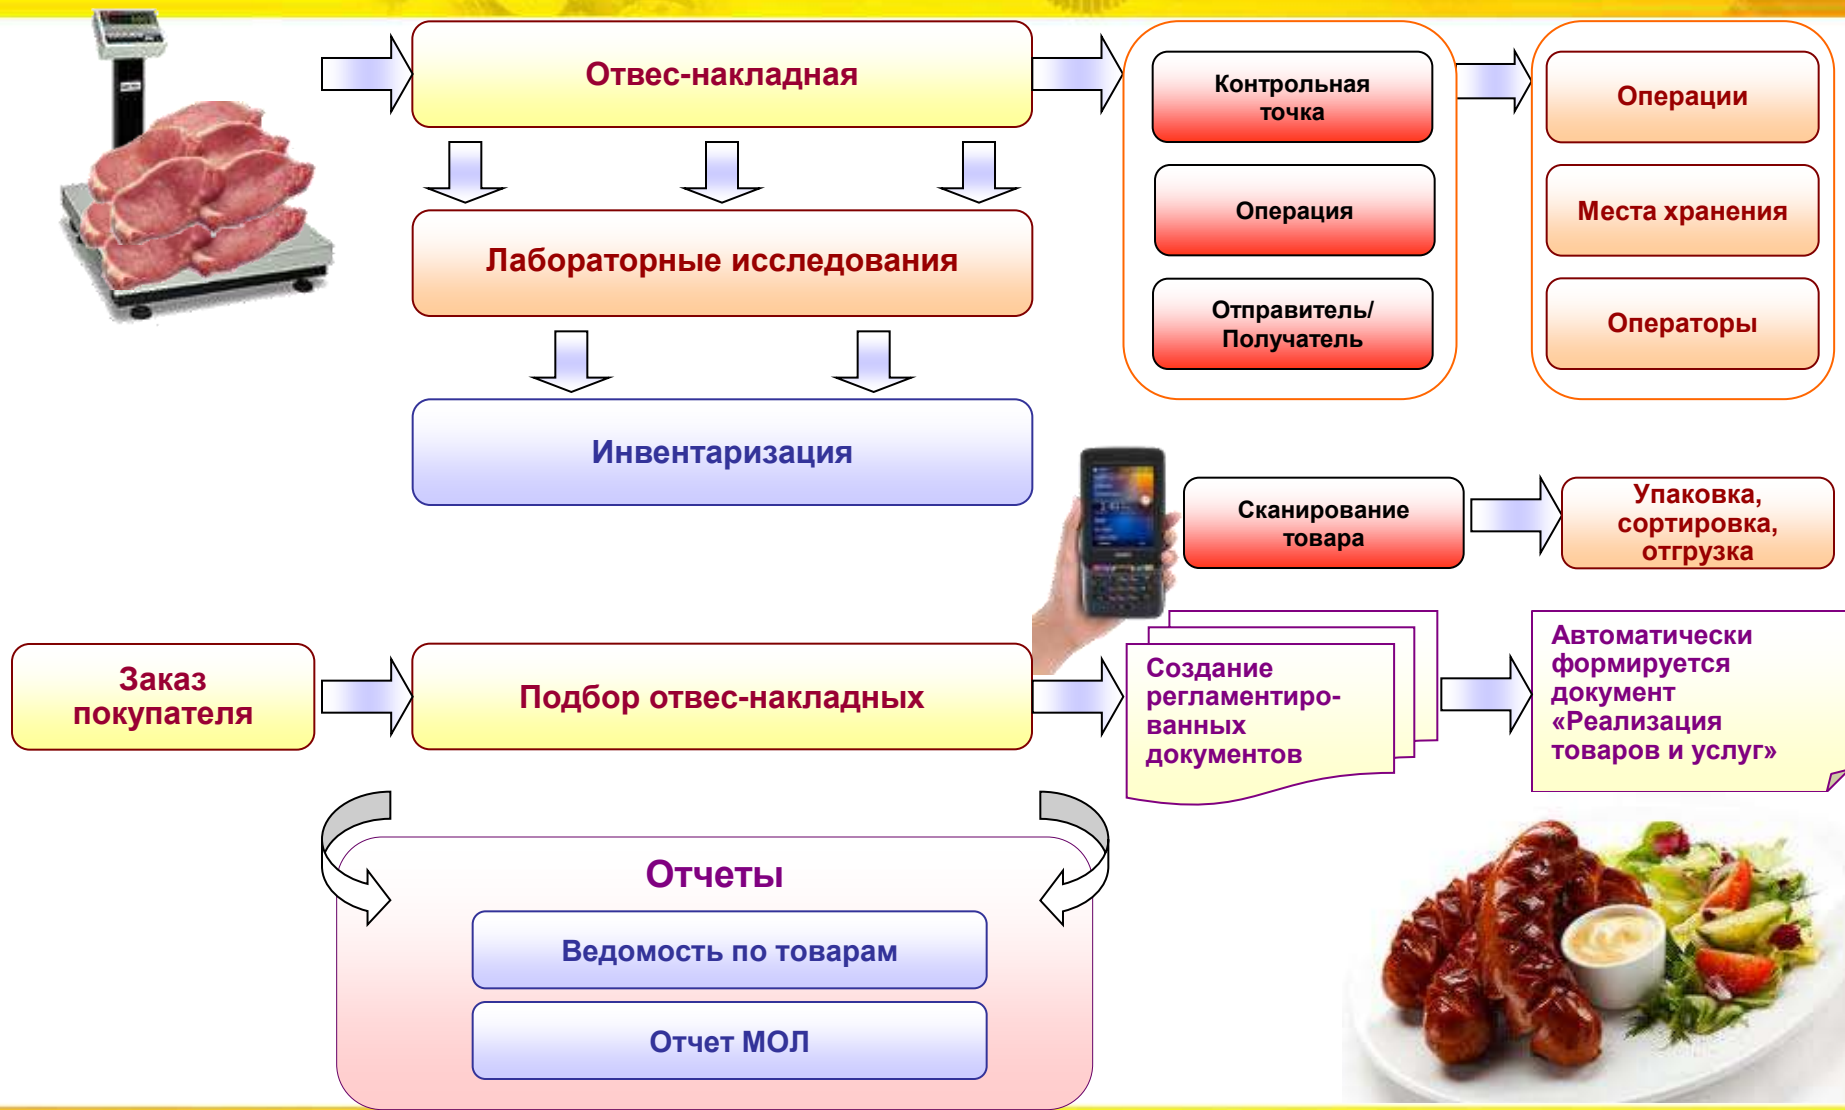 Отвес-накладная
Контрольная
точка
Операции
Операция
Места хранения
Лабораторные исследования
Отправитель/
Получатель
Операторы
Инвентаризация
Сканирование
товара
Упаковка,
сортировка,
отгрузка
Заказ
покупателя
Подбор отвес-накладных
Создание
регламентиро-
ванных
документов
Автоматически
формируется
документ
«Реализация
товаров и услуг»
Отчеты
Ведомость по товарам
Отчет МОЛ